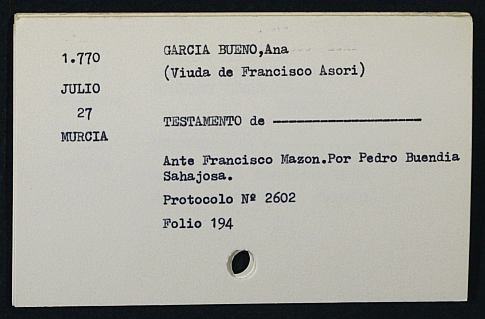 1.770
JULIO
27
MURCIA
GARCIA BUENO,Ana
(Viuda de Francisco Asori)
TESTAMENTO de ---------------------
Ante Francisco Mazon.Por Pedro Buendia
Sahajosa.
Protocolo Nº 2602
Folio 194